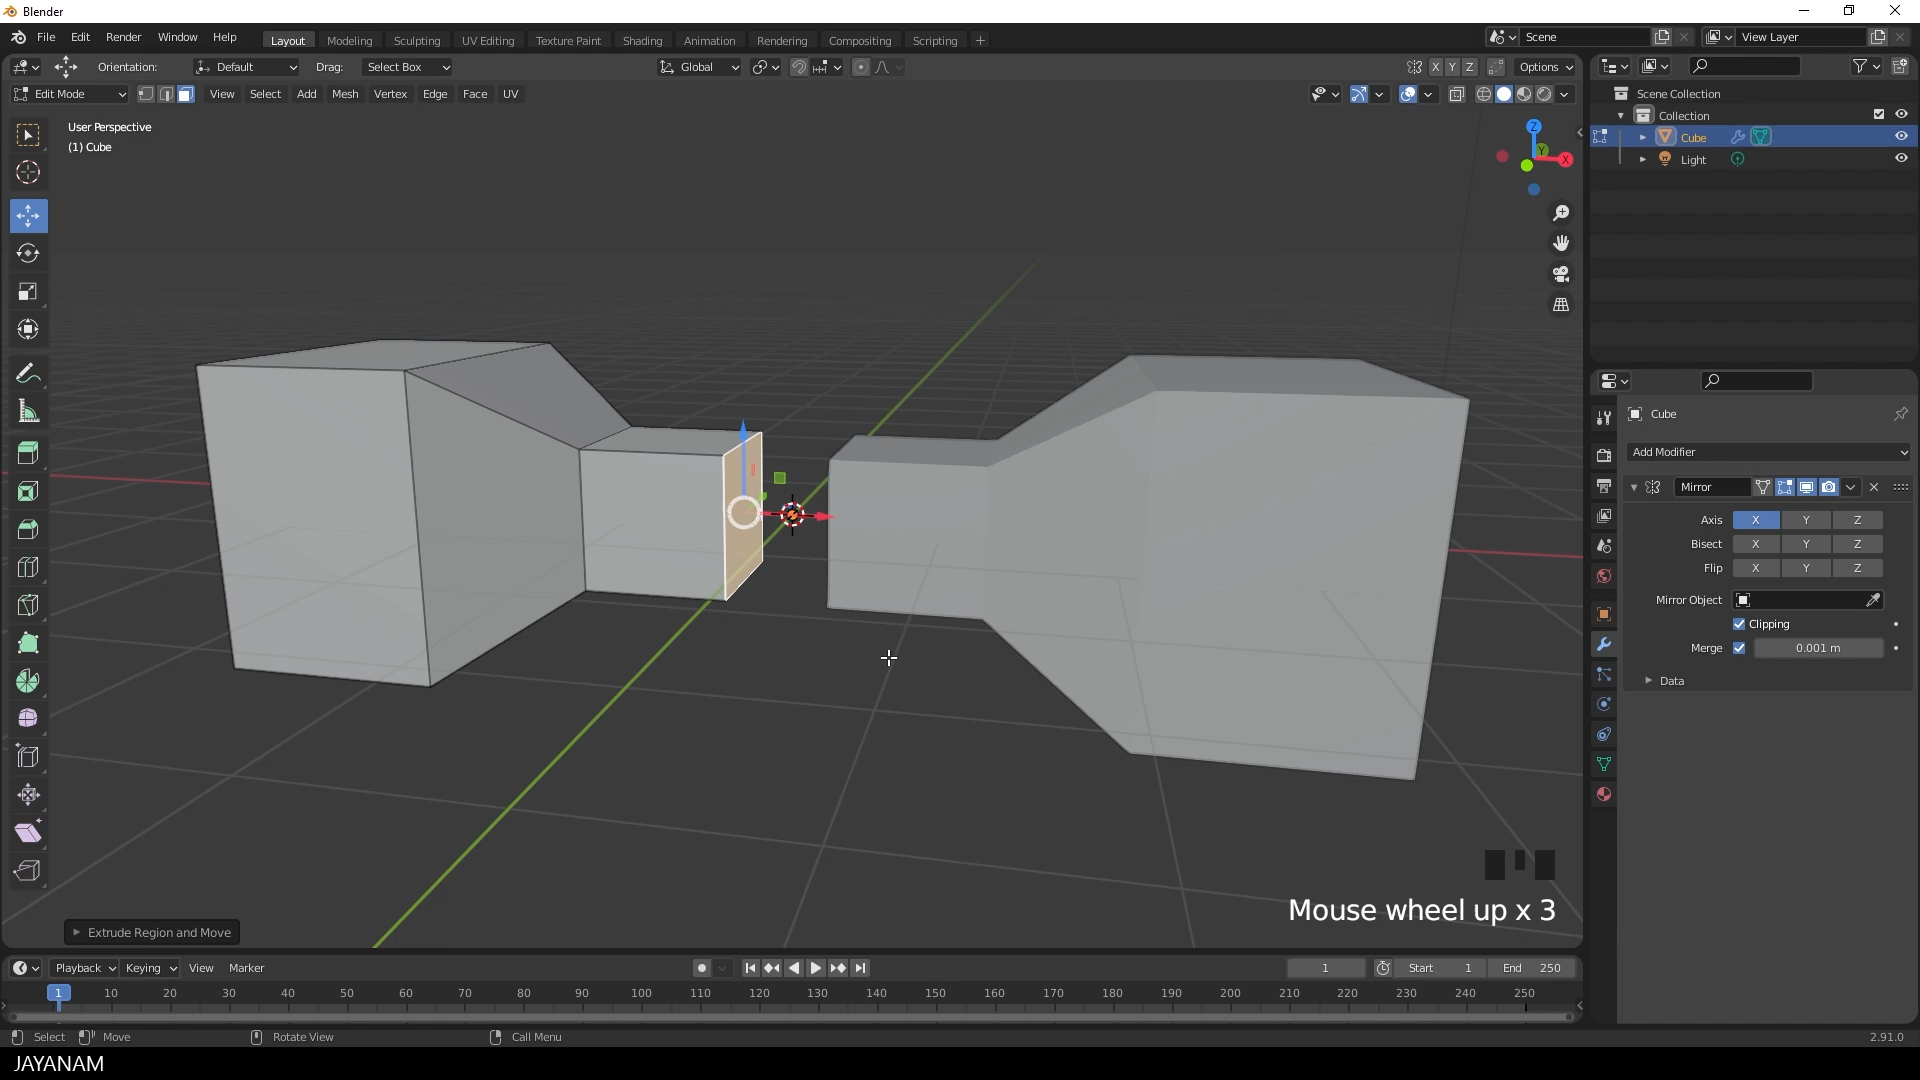 Blender
File Edit Render Window Help
Layout Modeling Sculpting UV Editing Texture Paint Shading Animation Rendering Compositing Scripting +
Scene View Layer
Orientation: Default Drag: Select Box Global X Y Z Options
Edit Mode View Select Add Mesh Vertex Edge Face UV
User Perspective
(1) Cube
Z
Y
X
Scene Collection
Collection
Cube
Light
Cube
Add Modifier
Mirror
Axis X Y Z
Bisect X Y Z
Flip X Y Z
Mirror Object
Clipping
Merge 0.001 m
Data
Mouse wheel up x 3
Extrude Region and Move
Playback Keying View Marker 1 Start 1 End 250
1 10 20 30 40 50 60 70 80 90 100 110 120 130 140 150 160 170 180 190 200 210 220 230 240 250
Select Move Rotate View Call Menu 2.91.0
JAYANAM